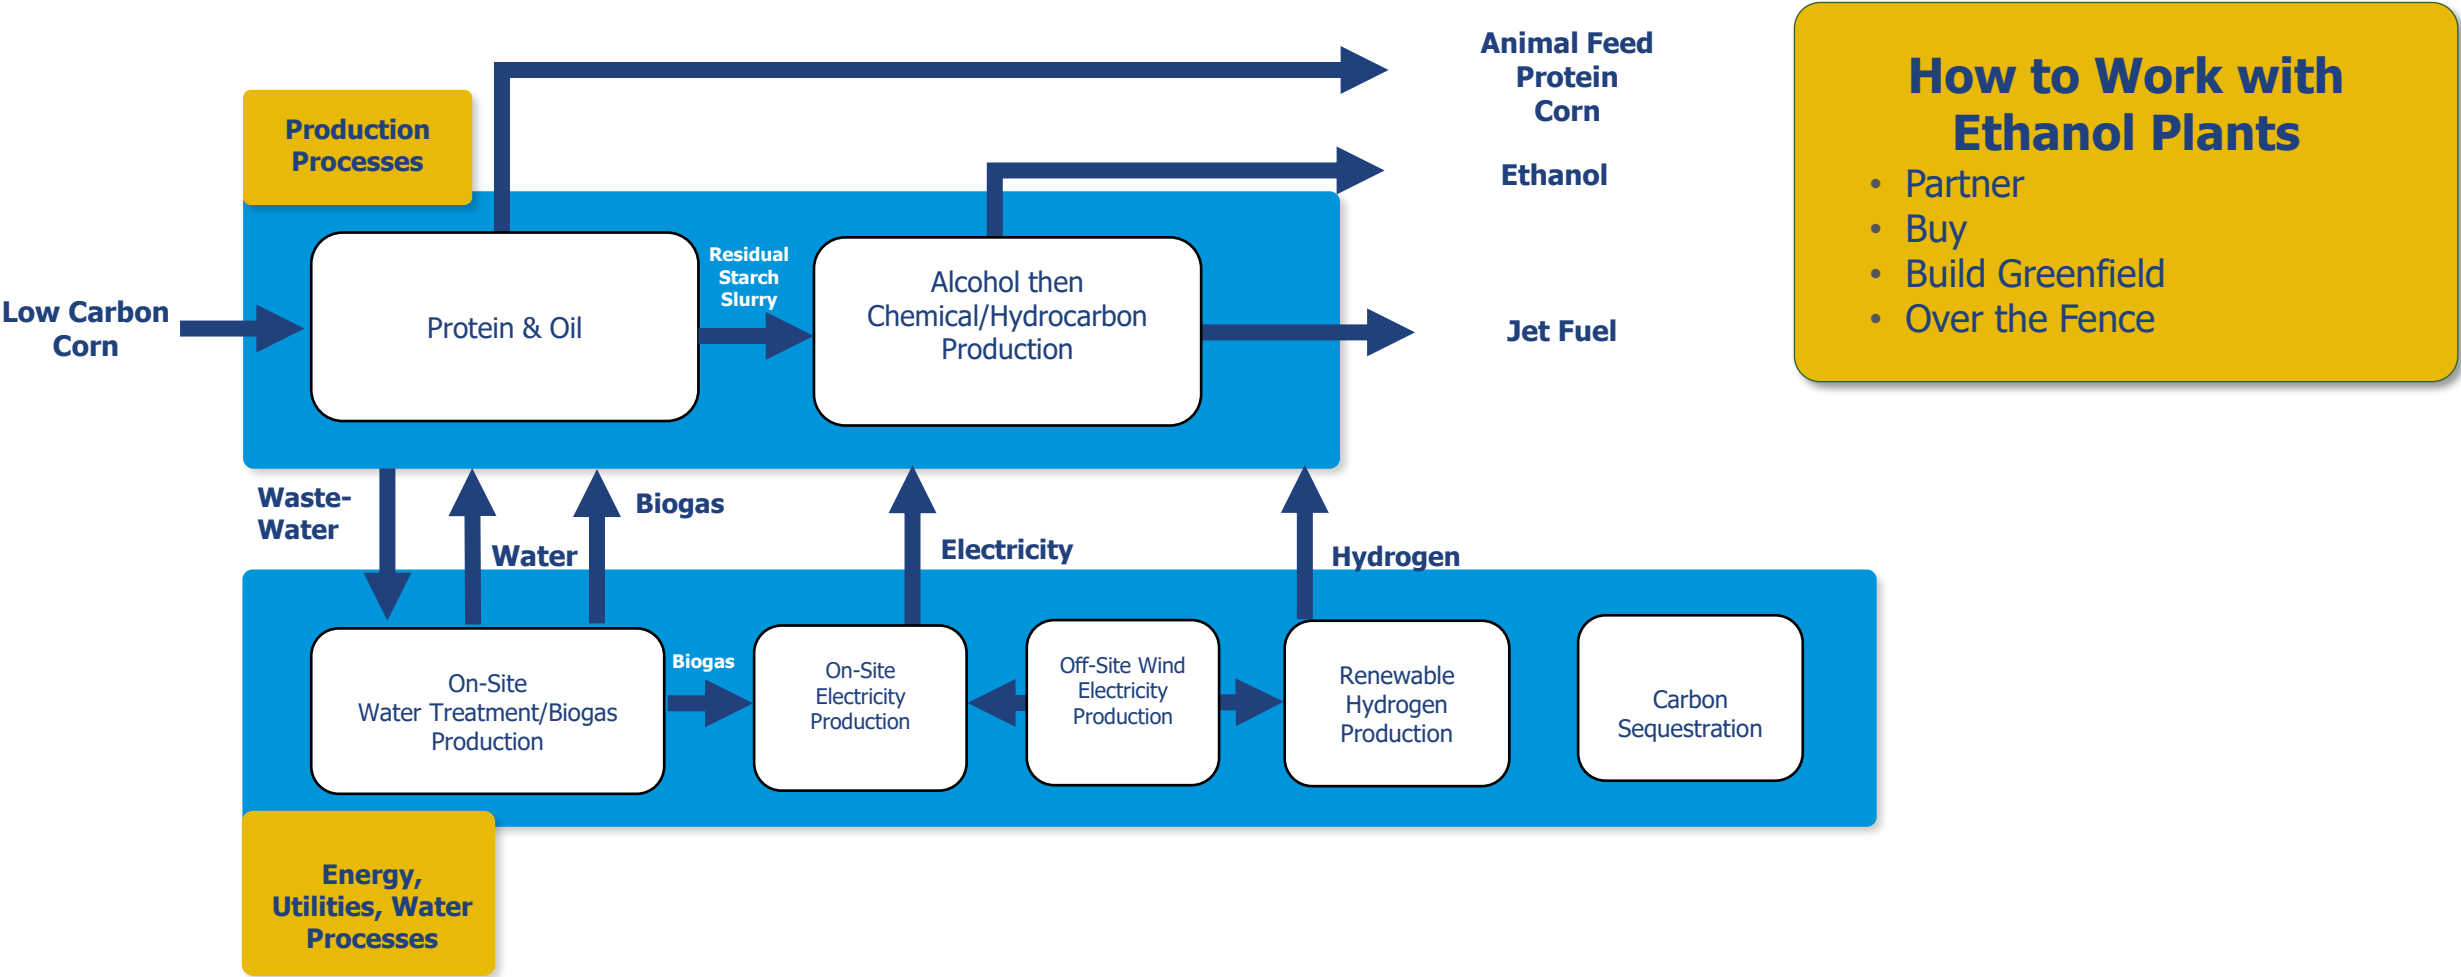 Animal Feed
Protein
Corn
How to Work with
Ethanol Plants
• Partner
• Buy
• Build Greenfield
• Over the Fence
Production
Processes
Ethanol
Low Carbon
Corn
Protein & Oil
Residual
Starch
Slurry
Alcohol then
Chemical/Hydrocarbon
Production
Jet Fuel
Waste-
Water
Water
Biogas
Electricity
Hydrogen
On-Site
Water Treatment/Biogas
Production
Biogas
On-Site
Electricity
Production
Off-Site Wind
Electricity
Production
Renewable
Hydrogen
Production
Carbon
Sequestration
Energy,
Utilities, Water
Processes